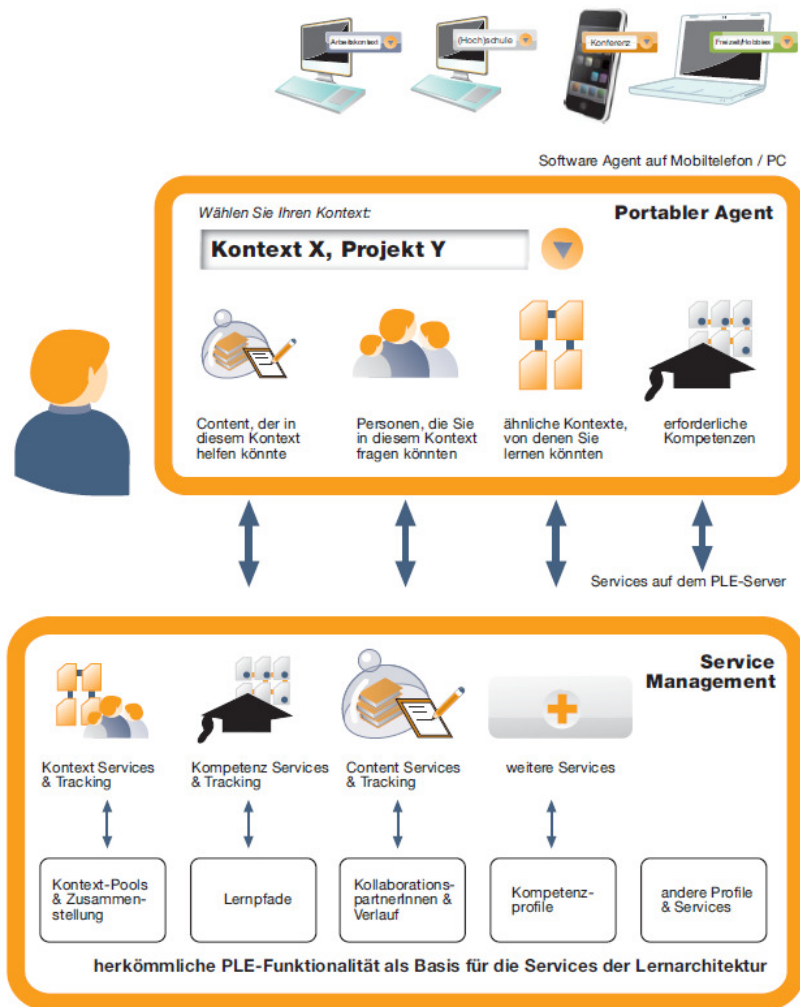 Arbeitskontext
(Hoch)schule
Konferenz
Freizeit/Hobbies
Software Agent auf Mobiltelefon / PC
Wählen Sie Ihren Kontext:
Portabler Agent
Kontext X, Projekt Y
Content, der in
diesem Kontext
helfen könnte
Personen, die Sie
in diesem Kontext
fragen könnten
ähnliche Kontexte,
von denen Sie
lernen könnten
erforderliche
Kompetenzen
Services auf dem PLE-Server
Service
Management
Kontext Services
& Tracking
Kompetenz Services
& Tracking
Content Services
& Tracking
weitere Services
Kontext-Pools
& Zusammen-
stellung
Lernpfade
Kollaborations-
partnerInnen &
Verlauf
Kompetenz-
profile
andere Profile
& Services
herkömmliche PLE-Funktionalität als Basis für die Services der Lernarchitektur